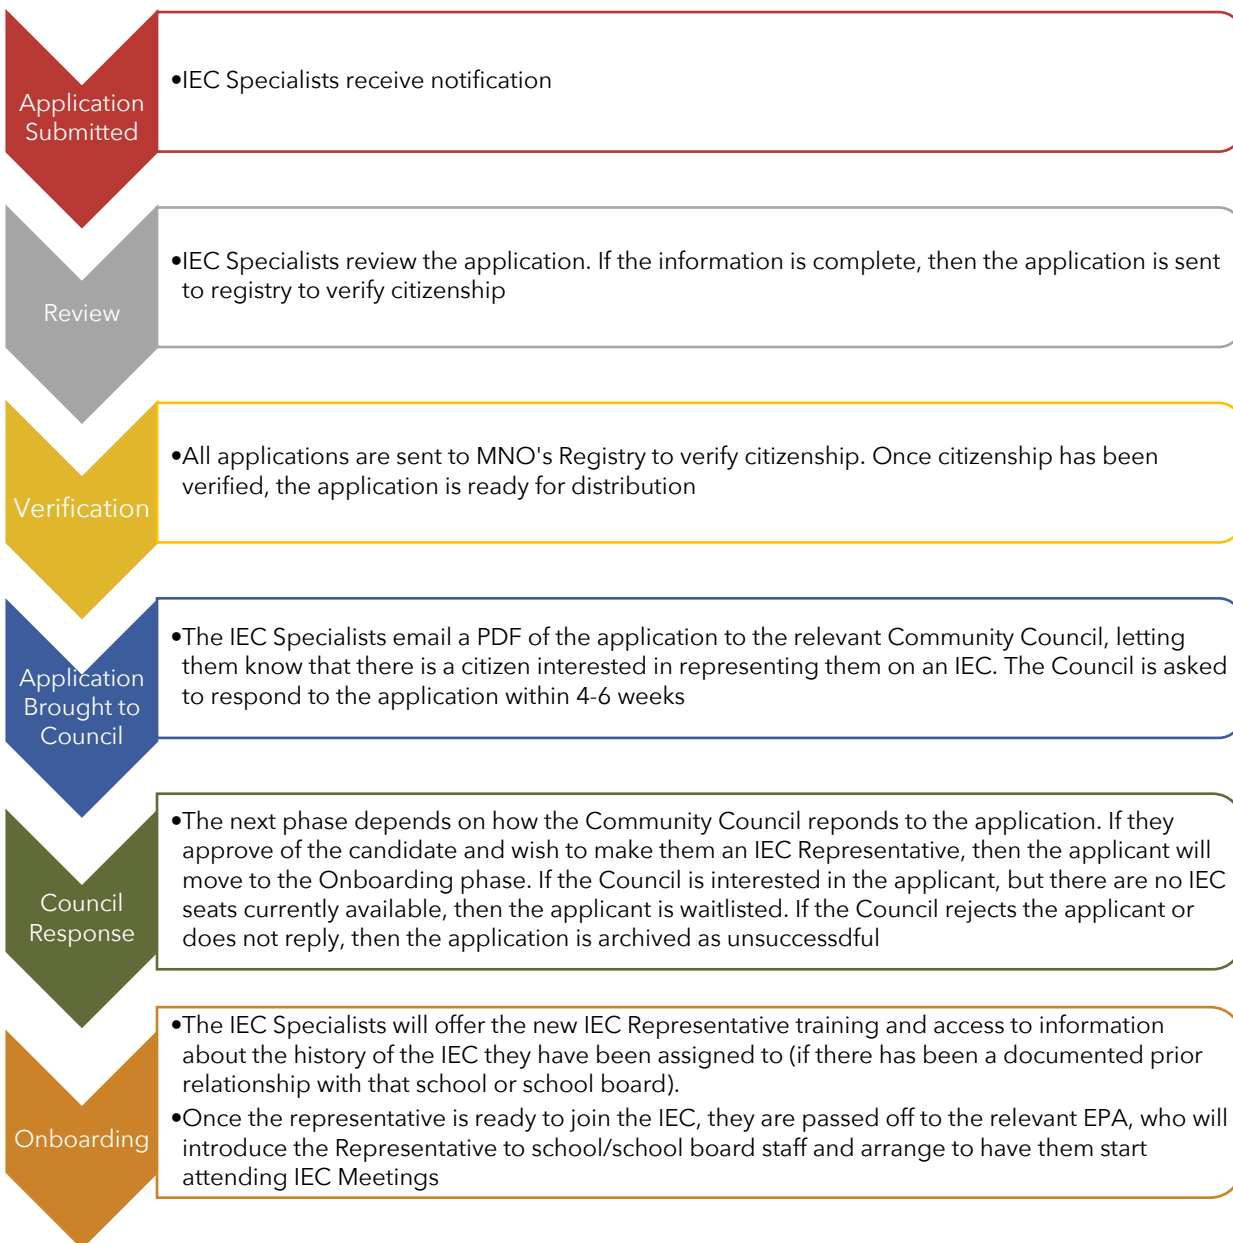 Application
Submitted
•IEC Specialists receive notification
Review
•IEC Specialists review the application. If the information is complete, then the application is sent
to registry to verify citizenship
Verification
•All applications are sent to MNO's Registry to verify citizenship. Once citizenship has been
verified, the application is ready for distribution
Application
Brought to
Council
•The IEC Specialists email a PDF of the application to the relevant Community Council, letting
them know that there is a citizen interested in representing them on an IEC. The Council is asked
to respond to the application within 4-6 weeks
Council
Response
•The next phase depends on how the Community Council reponds to the application. If they
approve of the candidate and wish to make them an IEC Representative, then the applicant will
move to the Onboarding phase. If the Council is interested in the applicant, but there are no IEC
seats currently available, then the applicant is waitlisted. If the Council rejects the applicant or
does not reply, then the application is archived as unsuccessdful
Onboarding
•The IEC Specialists will offer the new IEC Representative training and access to information
about the history of the IEC they have been assigned to (if there has been a documented prior
relationship with that school or school board).
•Once the representative is ready to join the IEC, they are passed off to the relevant EPA, who will
introduce the Representative to school/school board staff and arrange to have them start
attending IEC Meetings